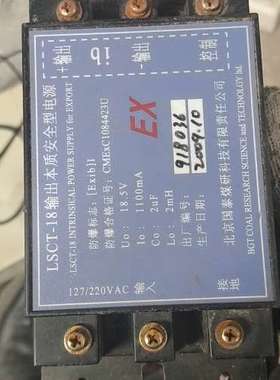 LSCT-18输出本质安全型电源
LSCT-18 INTRINSICAL POWER SUPPLY for EXPORT
防爆标志：[Exib]I
防爆合格证号：CMExC1084423U
Uo： 18.5V
Io： 1100mA
Co： 2uF
Lo： 2mH
出厂编号： 918036
生产日期： 2009.10
北京国泰煤研科技有限责任公司
BGT COAL RESEARCH SCIENCE and TECHNOLOGY ltd.
EX
+输出
ib
-输出
控制
127/220VAC 输入
接地